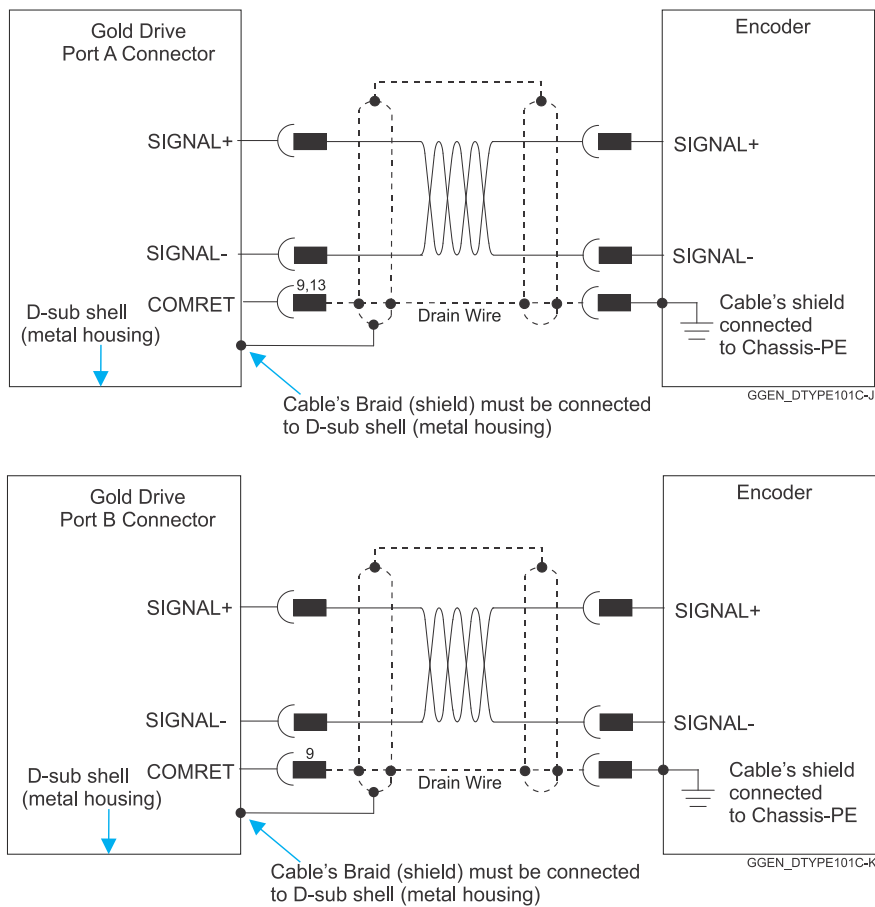 Gold Drive
Port A Connector
Encoder
SIGNAL+
SIGNAL+
SIGNAL-
SIGNAL-
9,13
COMRET
Drain Wire
D-sub shell
(metal housing)
Cable's shield
connected
to Chassis-PE
GGEN_DTYPE101C-J
Cable's Braid (shield) must be connected
to D-sub shell (metal housing)
Gold Drive
Port B Connector
Encoder
SIGNAL+
SIGNAL+
SIGNAL-
SIGNAL-
9
COMRET
Drain Wire
D-sub shell
(metal housing)
Cable's shield
connected
to Chassis-PE
GGEN_DTYPE101C-K
Cable's Braid (shield) must be connected
to D-sub shell (metal housing)